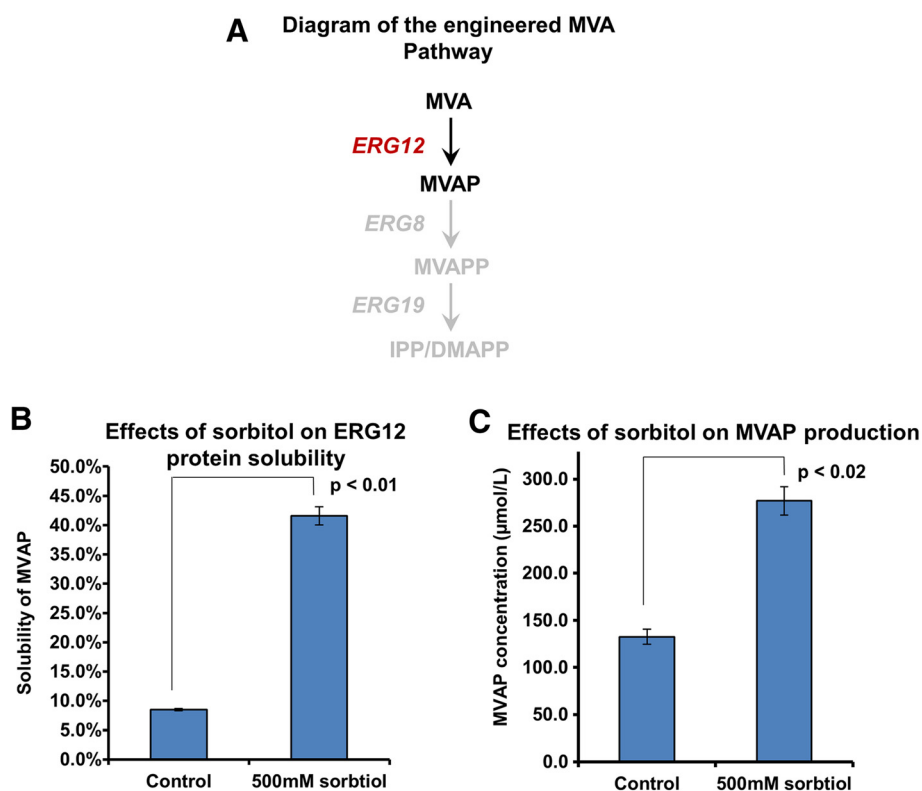 A
Diagram of the engineered MVA
Pathway
MVA
ERG12
MVAP
ERG8
MVAPP
ERG19
IPP/DMAPP
B
Effects of sorbitol on ERG12
protein solubility
50.0%
45.0%
40.0%
35.0%
30.0%
25.0%
20.0%
15.0%
10.0%
5.0%
0.0%
Solubility of MVAP
p < 0.01
Control
500mM sorbtiol
C
Effects of sorbitol on MVAP production
300.0
250.0
200.0
150.0
100.0
50.0
0.0
MVAP concentration (μmol/L)
p < 0.02
Control
500mM sorbtiol